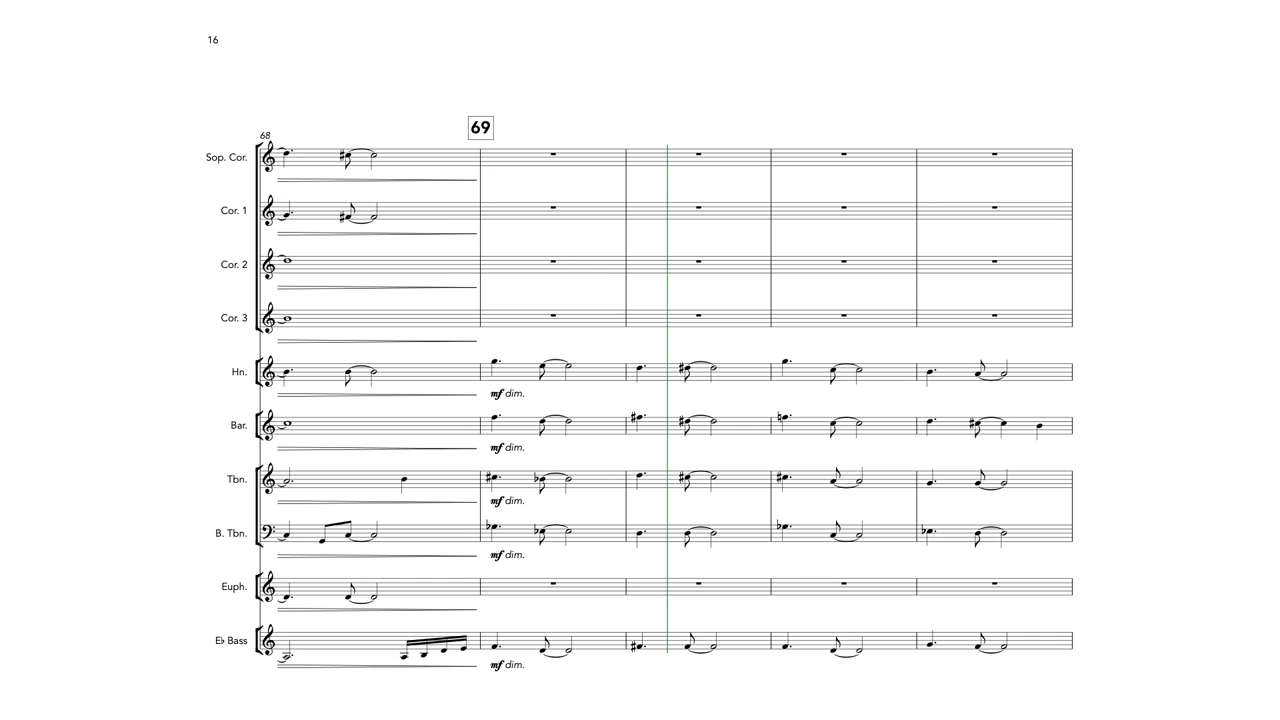 16
69
68
Sop. Cor.
Cor. 1
Cor. 2
Cor. 3
Hn.
mf dim.
Bar.
mf dim.
Tbn.
mf dim.
B. Tbn.
mf dim.
Euph.
E♭ Bass
mf dim.